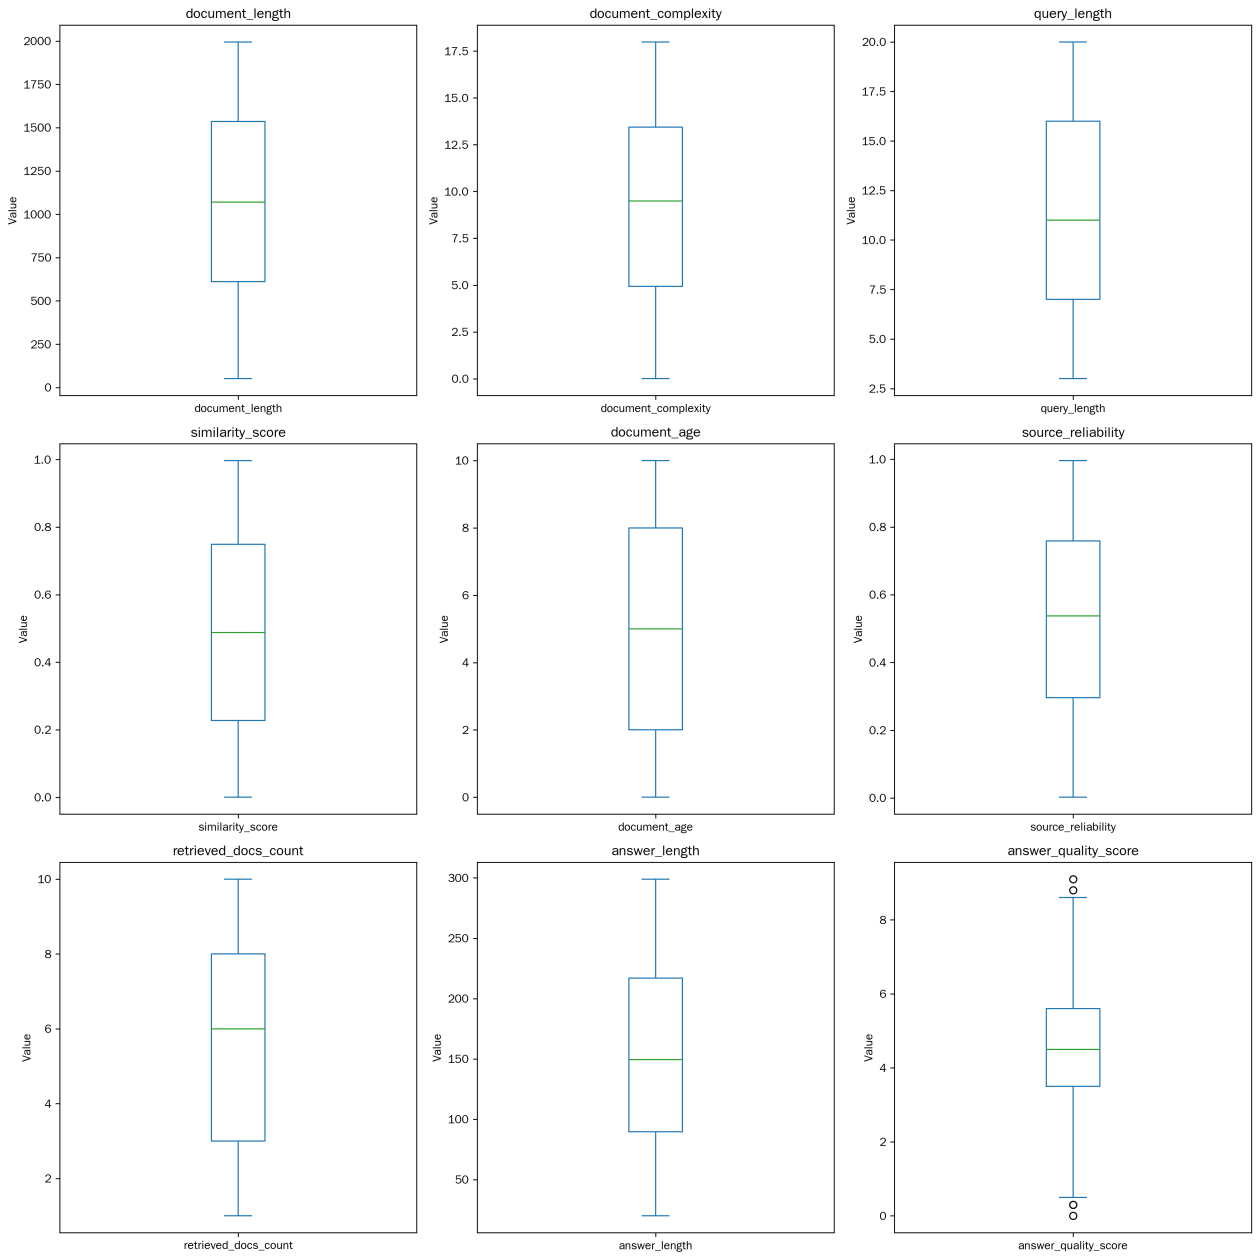 document_length
2000
1750
1500
1250
1000
750
500
250
0
Value
document_length
document_complexity
17.5
15.0
12.5
10.0
7.5
5.0
2.5
0.0
Value
document_complexity
query_length
20.0
17.5
15.0
12.5
10.0
7.5
5.0
2.5
Value
query_length
similarity_score
1.0
0.8
0.6
0.4
0.2
0.0
Value
similarity_score
document_age
10
8
6
4
2
0
Value
document_age
source_reliability
1.0
0.8
0.6
0.4
0.2
0.0
Value
source_reliability
retrieved_docs_count
10
8
6
4
2
Value
retrieved_docs_count
answer_length
300
250
200
150
100
50
Value
answer_length
answer_quality_score
8
6
4
2
0
Value
answer_quality_score